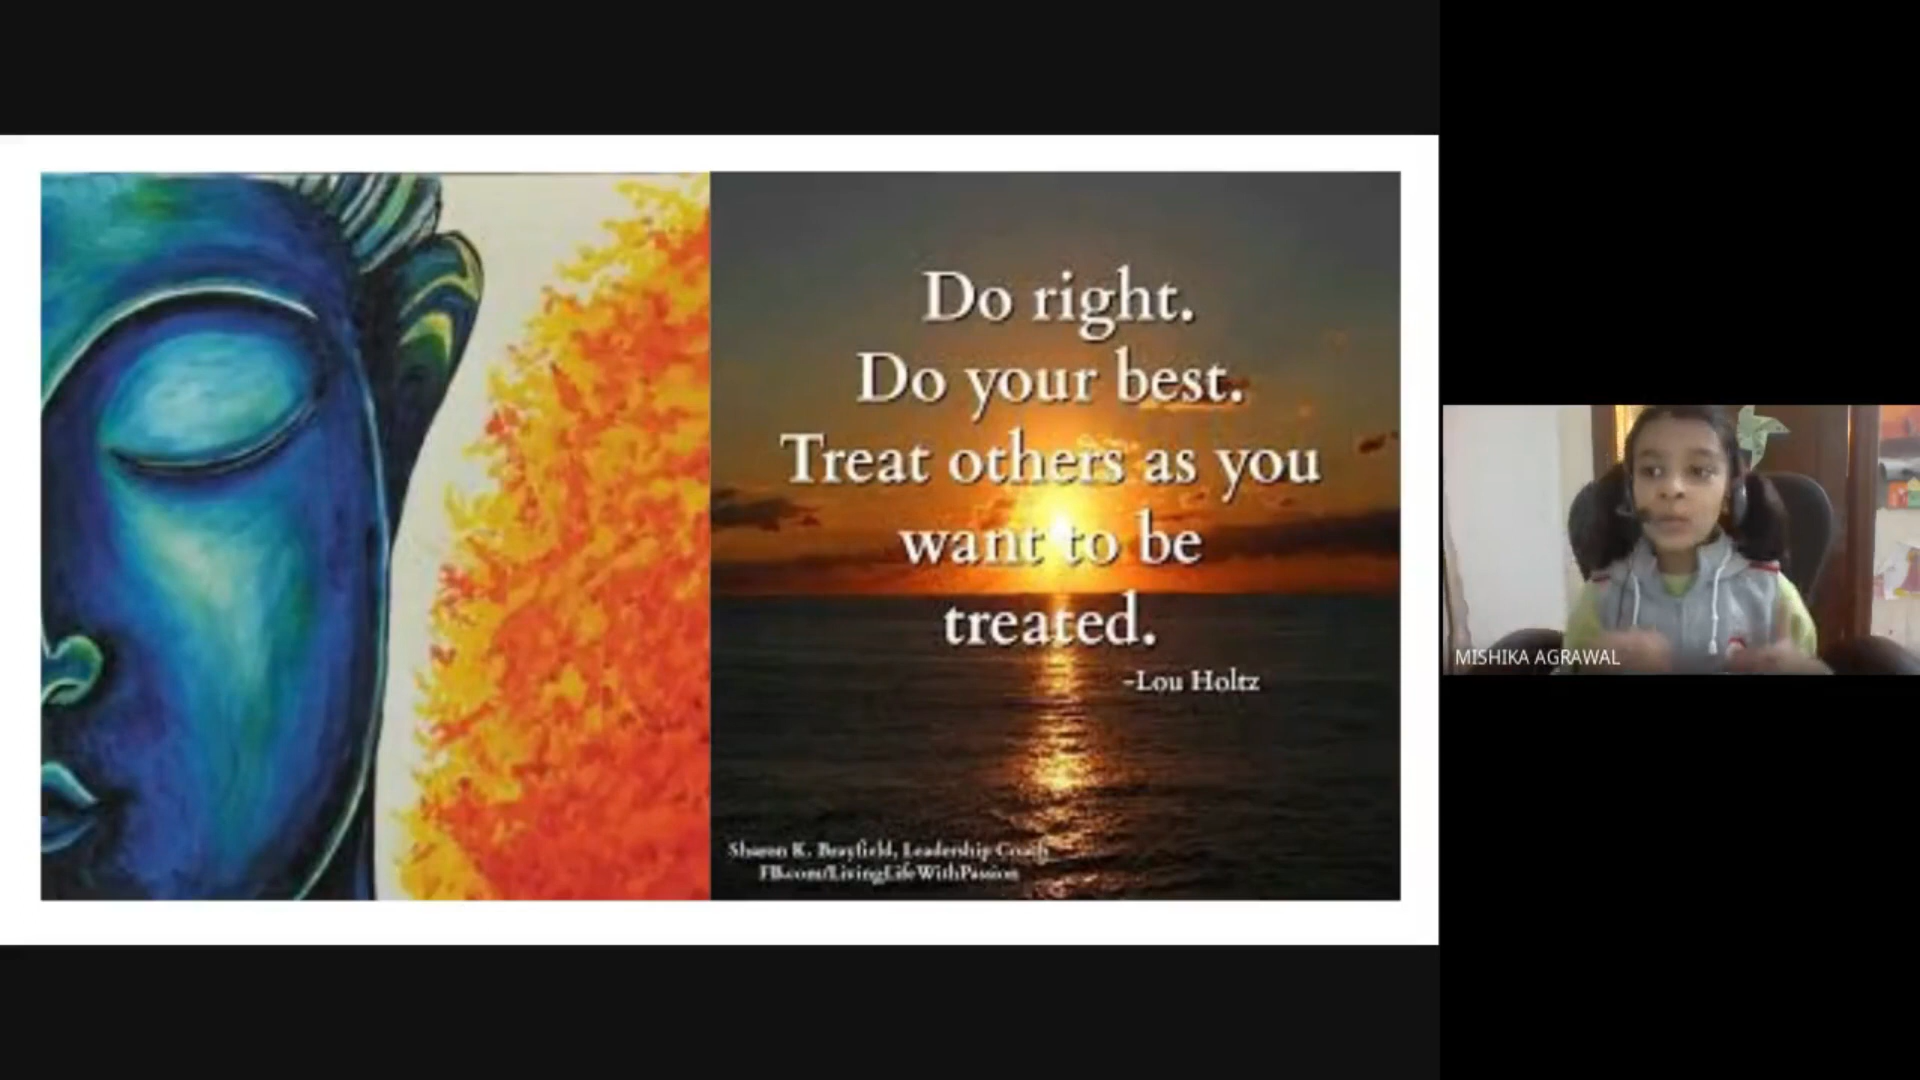 Do right.
Do your best.
Treat others as you
want to be
treated.
-Lou Holtz
Sharon K. Brayfield, Leadership Coach
FB.com/LivingLifeWithPassion
MISHIKA AGRAWAL